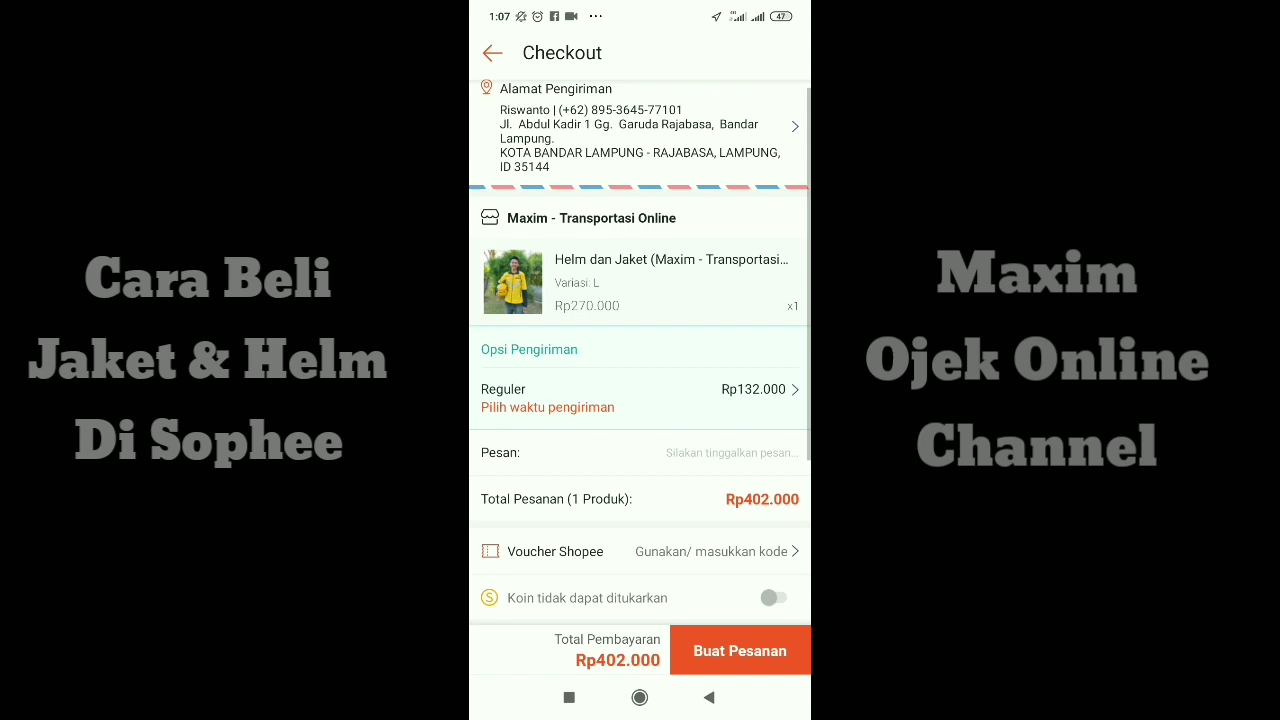 1:07
47
Checkout
Alamat Pengiriman
Riswanto | (+62) 895-3645-77101
Jl. Abdul Kadir 1 Gg. Garuda Rajabasa, Bandar
Lampung.
KOTA BANDAR LAMPUNG - RAJABASA, LAMPUNG,
ID 35144
Maxim - Transportasi Online
Helm dan Jaket (Maxim - Transportasi...
Variasi: L
Rp270.000 x1
Opsi Pengiriman
Reguler Rp132.000
Pilih waktu pengiriman
Pesan: Silakan tinggalkan pesan...
Total Pesanan (1 Produk): Rp402.000
Voucher Shopee Gunakan/ masukkan kode
Koin tidak dapat ditukarkan
Total Pembayaran
Rp402.000
Buat Pesanan
Cara Beli
Jaket & Helm
Di Sophee
Maxim
Ojek Online
Channel